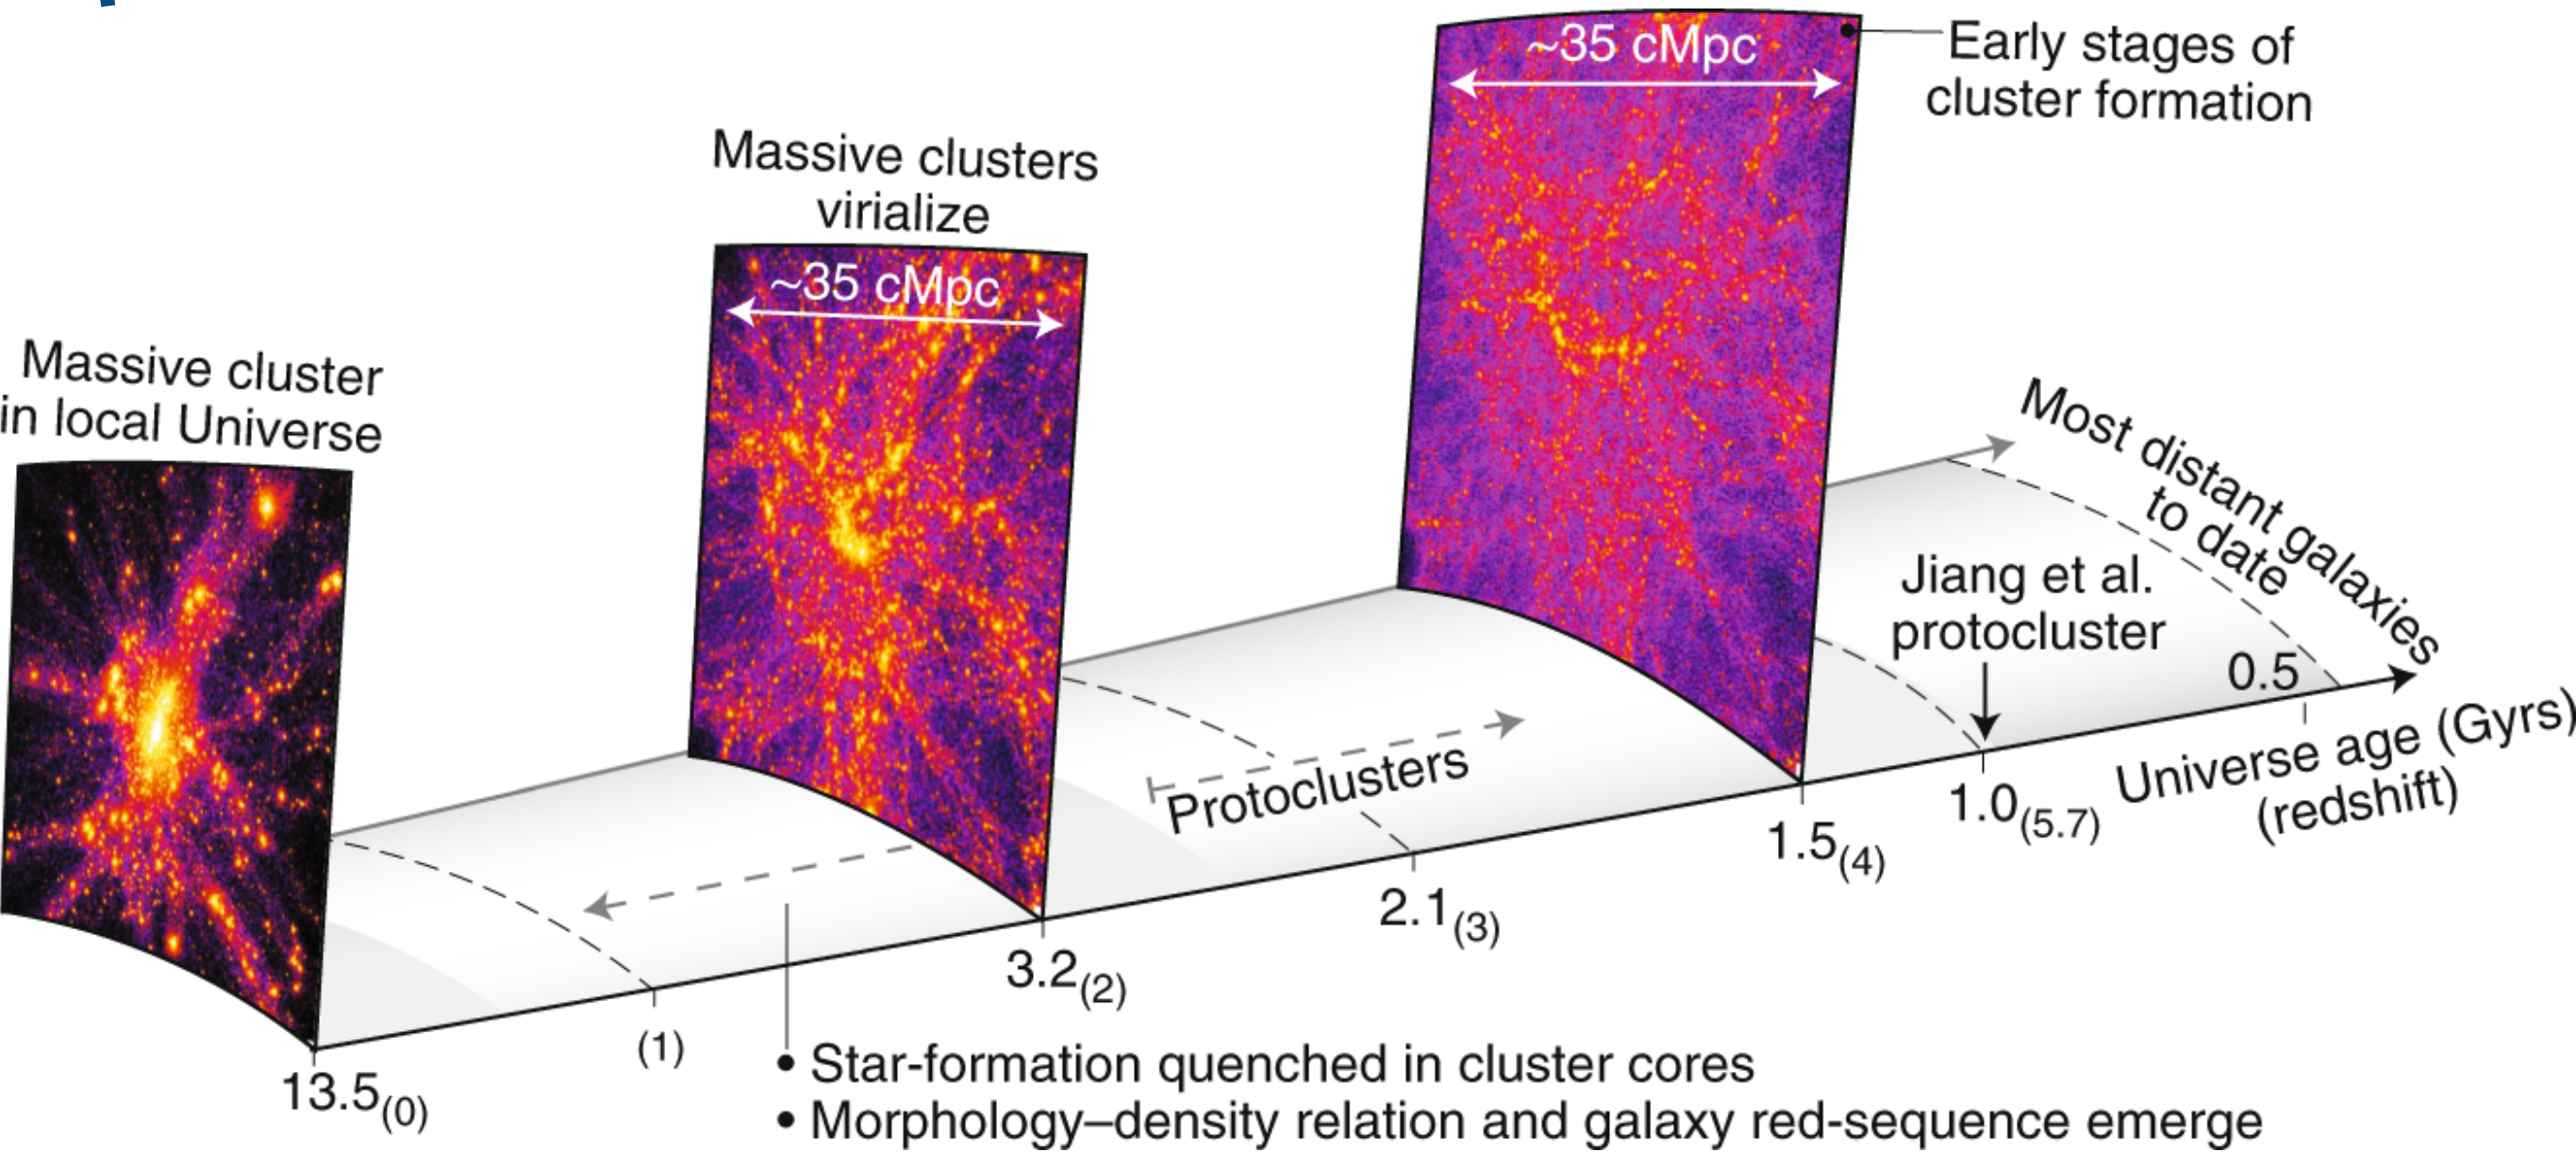 ~35 cMpc
Early stages of
cluster formation
Massive clusters
virialize
~35 cMpc
Massive cluster
in local Universe
Most distant galaxies
to date
Jiang et al.
protocluster
0.5
Universe age (Gyrs)
(redshift)
Protoclusters
1.0(5.7)
1.5(4)
2.1(3)
3.2(2)
(1)
13.5(0)
• Star-formation quenched in cluster cores
• Morphology–density relation and galaxy red-sequence emerge